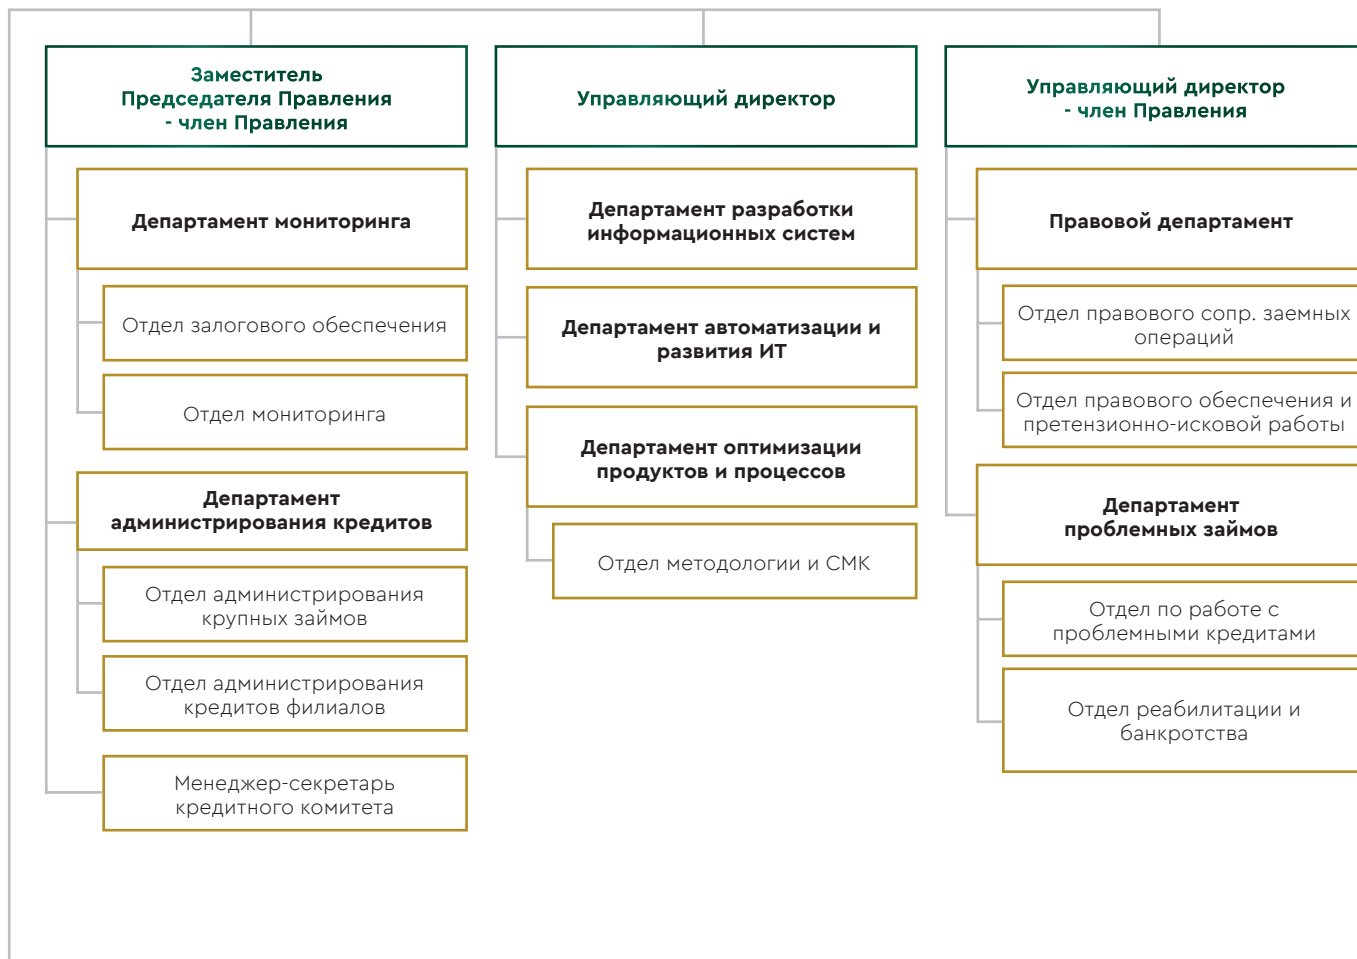 Заместитель
Председателя Правления
- член Правления
Департамент мониторинга
Отдел залогового обеспечения
Отдел мониторинга
Департамент
администрирования кредитов
Отдел администрирования
крупных займов
Отдел администрирования
кредитов филиалов
Менеджер-секретарь
кредитного комитета
Управляющий директор
Департамент разработки
информационных систем
Департамент автоматизации и
развития ИТ
Департамент оптимизации
продуктов и процессов
Отдел методологии и СМК
Управляющий директор
- член Правления
Правовой департамент
Отдел правового сопр. заемных
операций
Отдел правового обеспечения и
претензионно-исковой работы
Департамент
проблемных займов
Отдел по работе с
проблемными кредитами
Отдел реабилитации и
банкротства